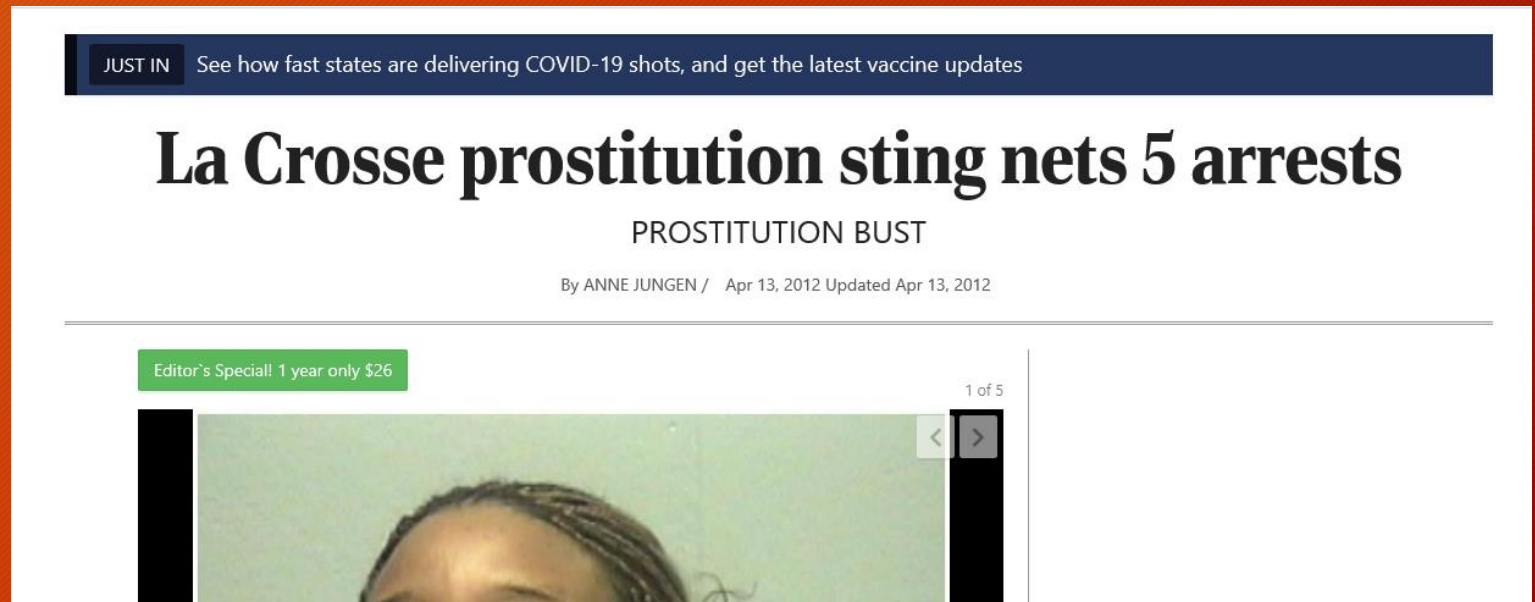 JUST IN See how fast states are delivering COVID-19 shots, and get the latest vaccine updates
La Crosse prostitution sting nets 5 arrests
PROSTITUTION BUST
By ANNE JUNGEN / Apr 13, 2012 Updated Apr 13, 2012
Editor`s Special! 1 year only $26
1 of 5